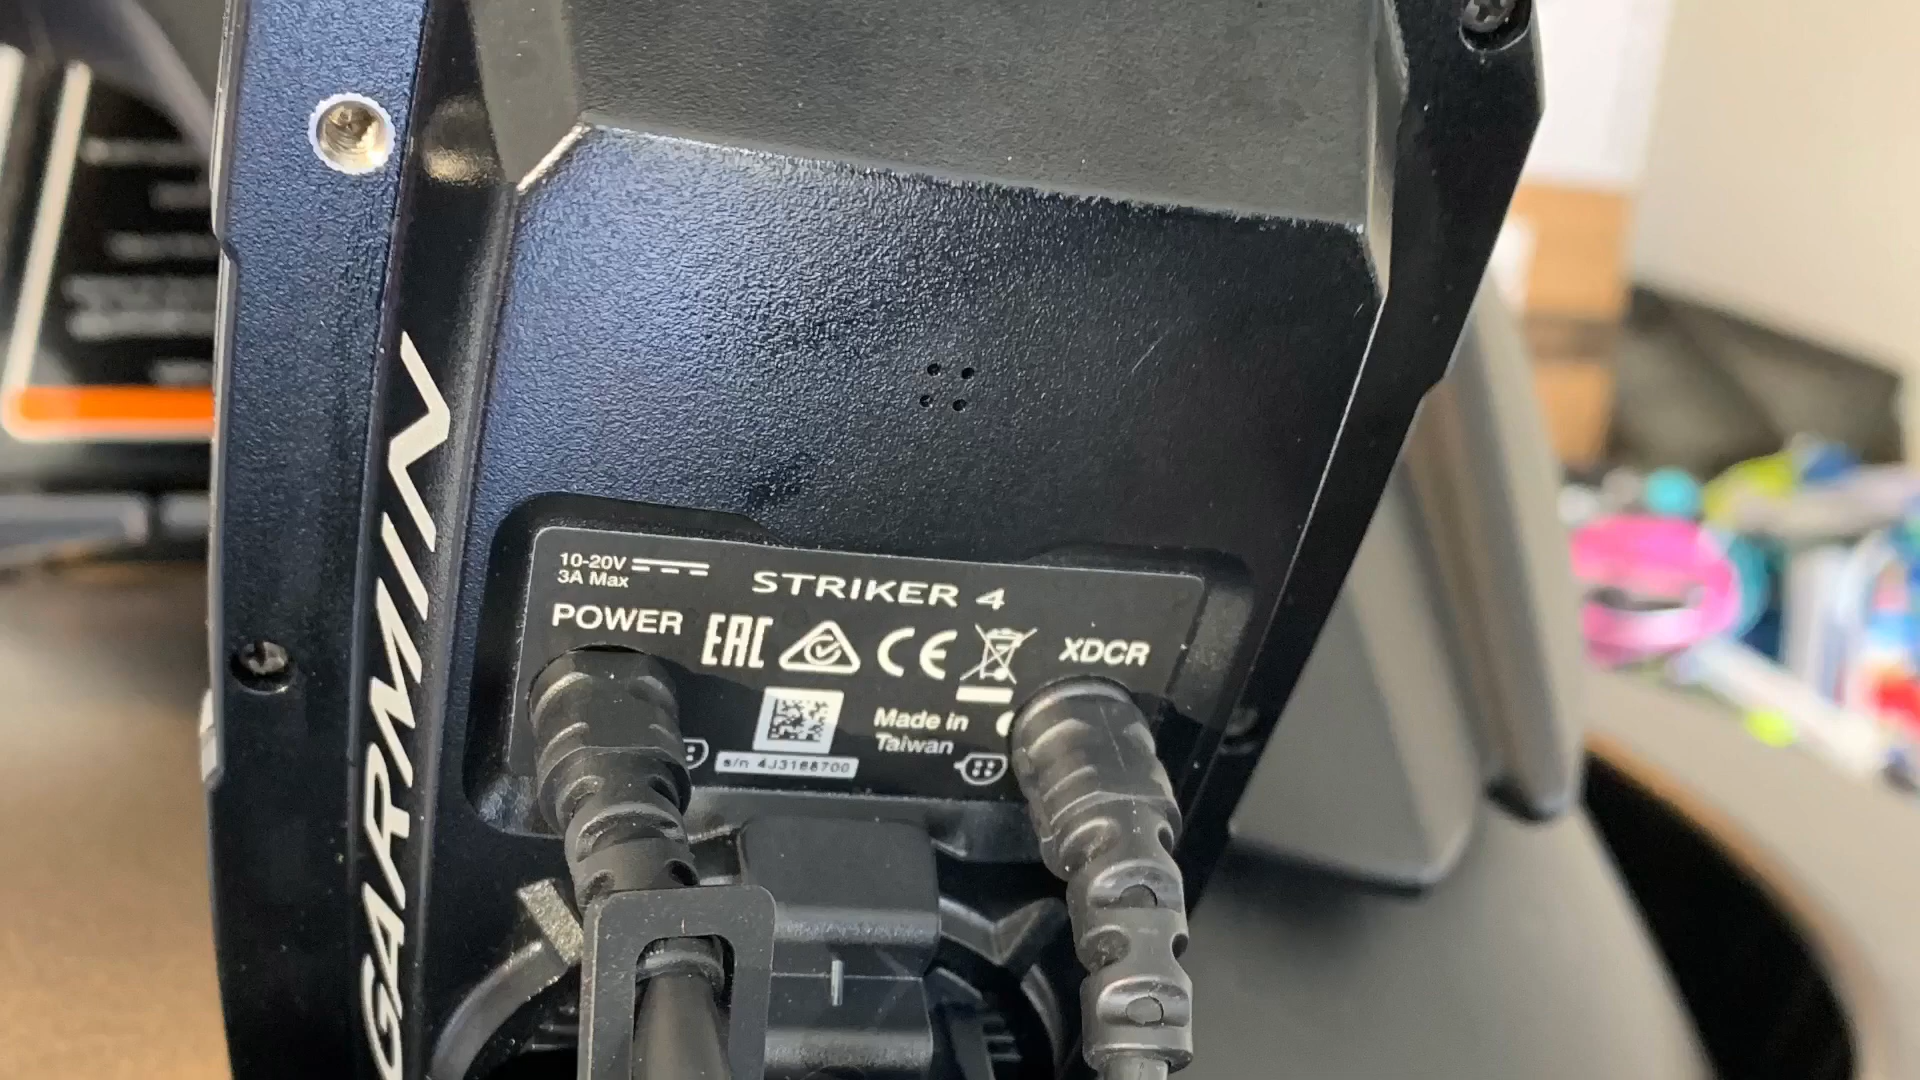 GARMIN
10-20V
3A Max
STRIKER 4
POWER
EAC
CE
XDCR
Made in
Taiwan
s/n 4J3168700